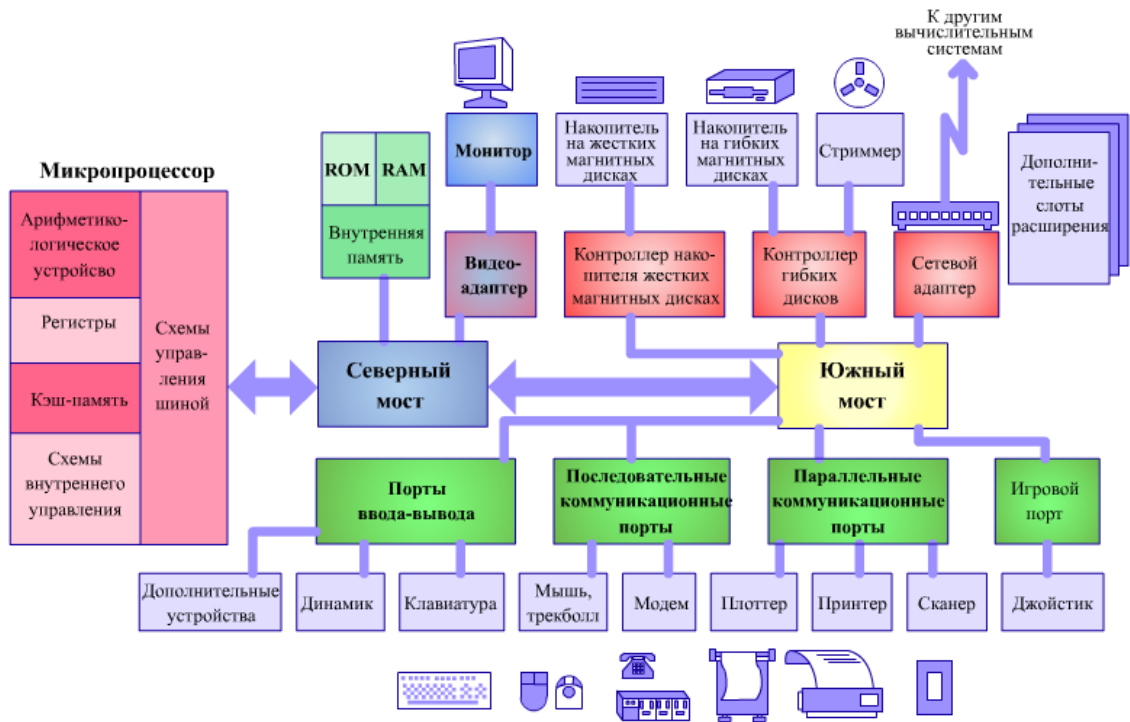 К другим
вычислительным
системам
Микропроцессор
Арифметико-
логическое
устройсво
Регистры
Кэш-память
Схемы
внутреннего
управления
Схемы
управ-
ления
шиной
ROM
RAM
Внутренняя
память
Монитор
Видео-
адаптер
Накопитель
на жестких
магнитных
дисках
Накопитель
на гибких
магнитных
дисках
Стриммер
Контроллер нако-
пителя жестких
магнитных дисках
Контроллер
гибких
дисков
Сетевой
адаптер
Дополни-
тельные
слоты
расширения
Северный
мост
Южный
мост
Порты
ввода-вывода
Последовательные
коммуникационные
порты
Параллельные
коммуникационные
порты
Игровой
порт
Дополнительные
устройства
Динамик
Клавиатура
Мышь,
трекболл
Модем
Плоттер
Принтер
Сканер
Джойстик